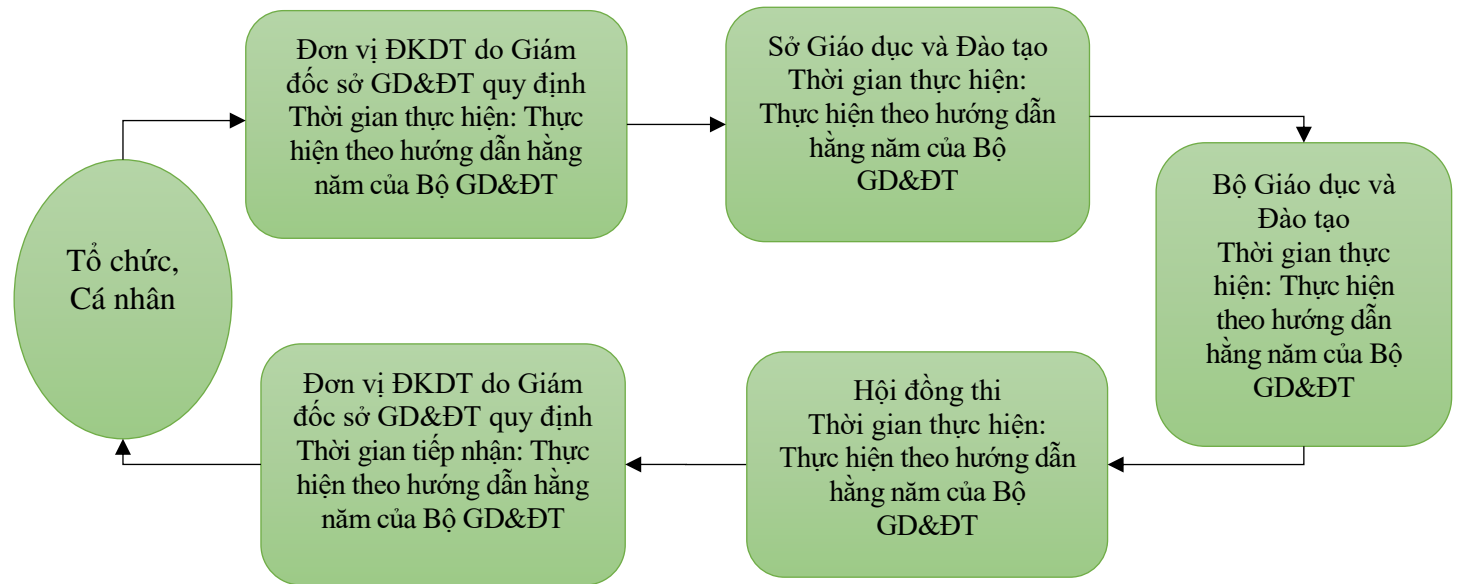 Tổ chức,
Cá nhân
Đơn vị ĐKDT do Giám
đốc sở GD&ĐT quy định
Thời gian thực hiện: Thực
hiện theo hướng dẫn hằng
năm của Bộ GD&ĐT
Sở Giáo dục và Đào tạo
Thời gian thực hiện:
Thực hiện theo hướng dẫn
hằng năm của Bộ
GD&ĐT
Bộ Giáo dục và
Đào tạo
Thời gian thực
hiện: Thực hiện
theo hướng dẫn
hằng năm của Bộ
GD&ĐT
Hội đồng thi
Thời gian thực hiện:
Thực hiện theo hướng dẫn
hằng năm của Bộ
GD&ĐT
Đơn vị ĐKDT do Giám
đốc sở GD&ĐT quy định
Thời gian tiếp nhận: Thực
hiện theo hướng dẫn hằng
năm của Bộ GD&ĐT